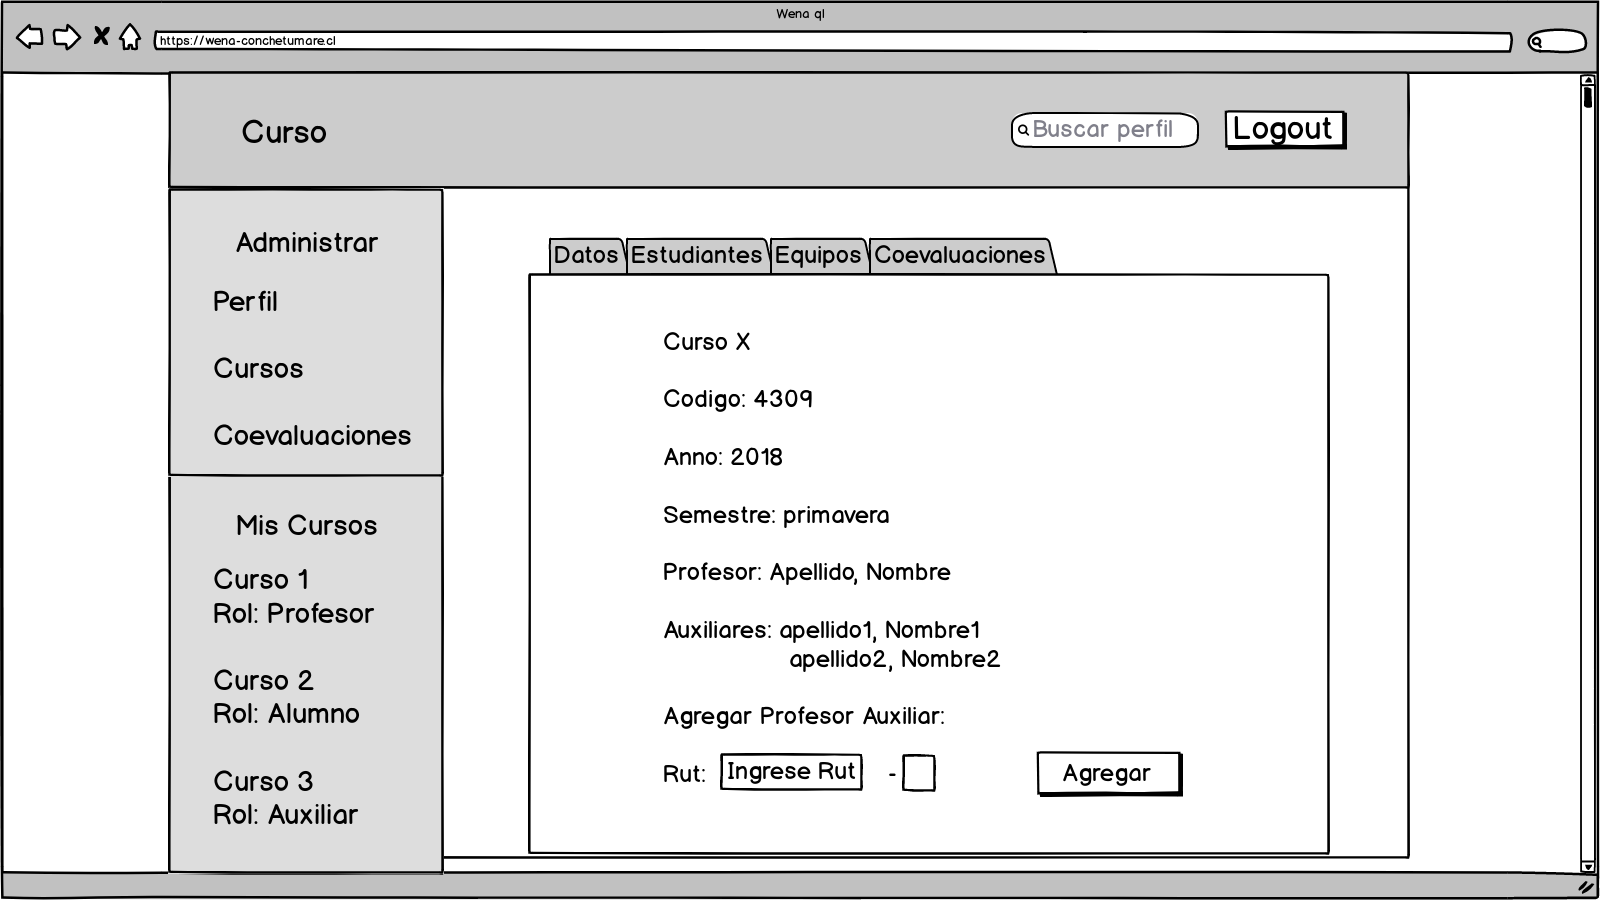 Wena ql
https://wena-conchetumare.cl
Curso
Buscar perfil
Logout
Administrar
Perfil
Cursos
Coevaluaciones
Mis Cursos
Curso 1
Rol: Profesor
Curso 2
Rol: Alumno
Curso 3
Rol: Auxiliar
Datos Estudiantes Equipos Coevaluaciones
Curso X
Codigo: 4309
Anno: 2018
Semestre: primavera
Profesor: Apellido, Nombre
Auxiliares: apellido1, Nombre1
apellido2, Nombre2
Agregar Profesor Auxiliar:
Rut: Ingrese Rut - Agregar